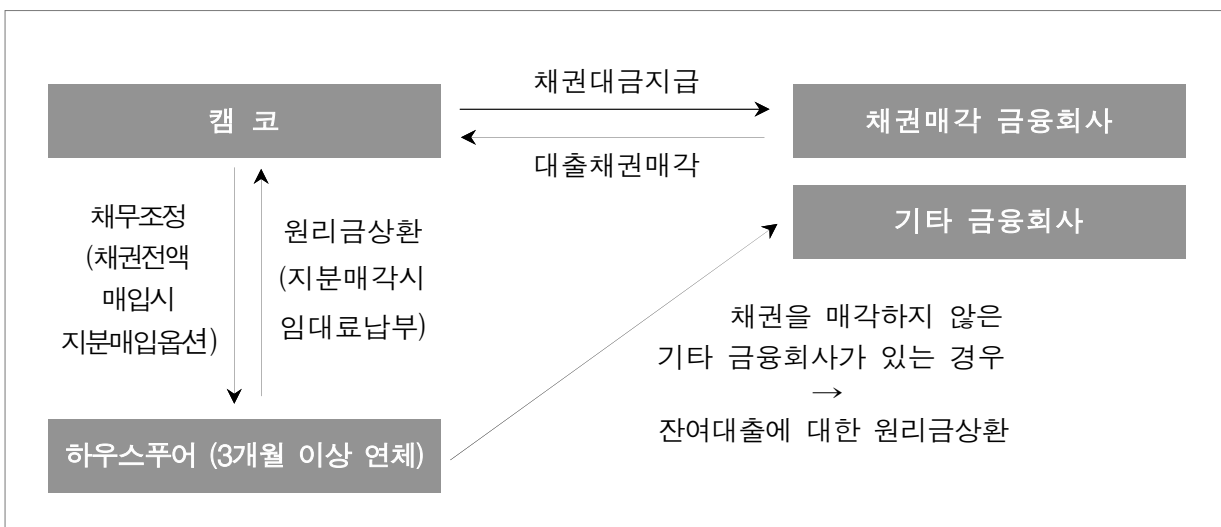 채권대금지급
캠 코
채권매각 금융회사
대출채권매각
기타 금융회사
채무조정
(채권전액
매입시
지분매입옵션)
원리금상환
(지분매각시
임대료납부)
채권을 매각하지 않은
기타 금융회사가 있는 경우
→
잔여대출에 대한 원리금상환
하우스푸어 (3개월 이상 연체)